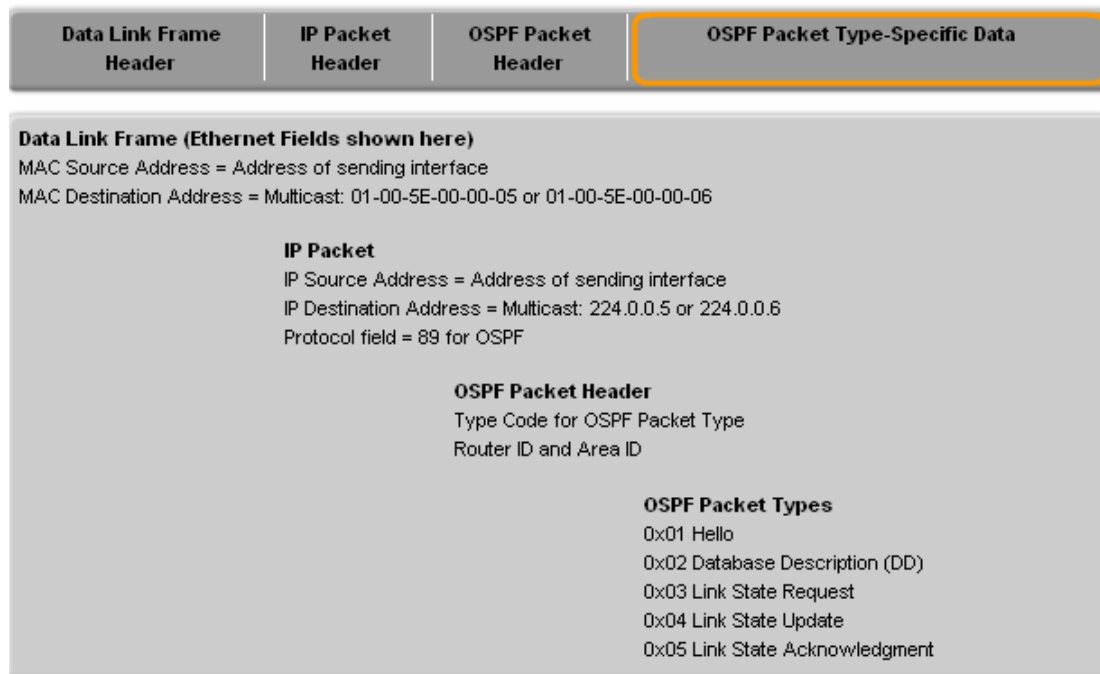 Data Link Frame Header
IP Packet Header
OSPF Packet Header
OSPF Packet Type-Specific Data
Data Link Frame (Ethernet Fields shown here)
MAC Source Address = Address of sending interface
MAC Destination Address = Multicast: 01-00-5E-00-00-05 or 01-00-5E-00-00-06
IP Packet
IP Source Address = Address of sending interface
IP Destination Address = Multicast: 224.0.0.5 or 224.0.0.6
Protocol field = 89 for OSPF
OSPF Packet Header
Type Code for OSPF Packet Type
Router ID and Area ID
OSPF Packet Types
0x01 Hello
0x02 Database Description (DD)
0x03 Link State Request
0x04 Link State Update
0x05 Link State Acknowledgment